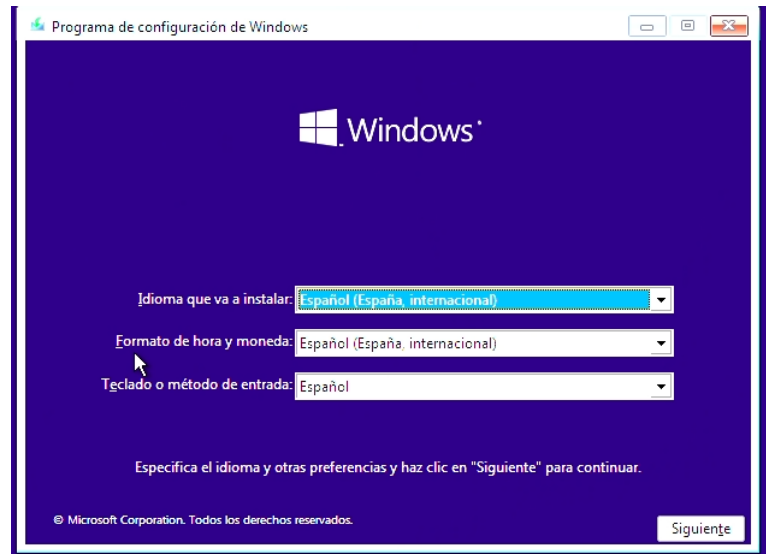 Programa de configuración de Windows
Windows
Idioma que va a instalar: Español (España, internacional)
Formato de hora y moneda: Español (España, internacional)
Teclado o método de entrada: Español
Especifica el idioma y otras preferencias y haz clic en "Siguiente" para continuar.
© Microsoft Corporation. Todos los derechos reservados.
Siguiente